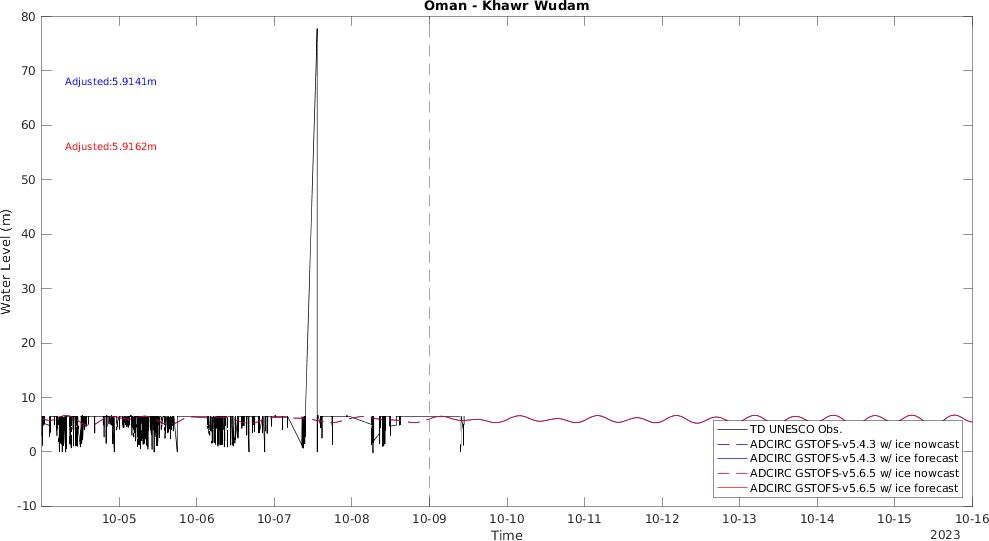 Oman - Khawr Wudam
80
70
60
50
40
30
20
10
0
-10
Water Level (m)
Adjusted:5.9141m
Adjusted:5.9162m
TD UNESCO Obs.
ADCIRC GSTOFS-v5.4.3 w/ ice nowcast
ADCIRC GSTOFS-v5.4.3 w/ ice forecast
ADCIRC GSTOFS-v5.6.5 w/ ice nowcast
ADCIRC GSTOFS-v5.6.5 w/ ice forecast
10-05 10-06 10-07 10-08 10-09 10-10 10-11 10-12 10-13 10-14 10-15 10-16
Time
2023